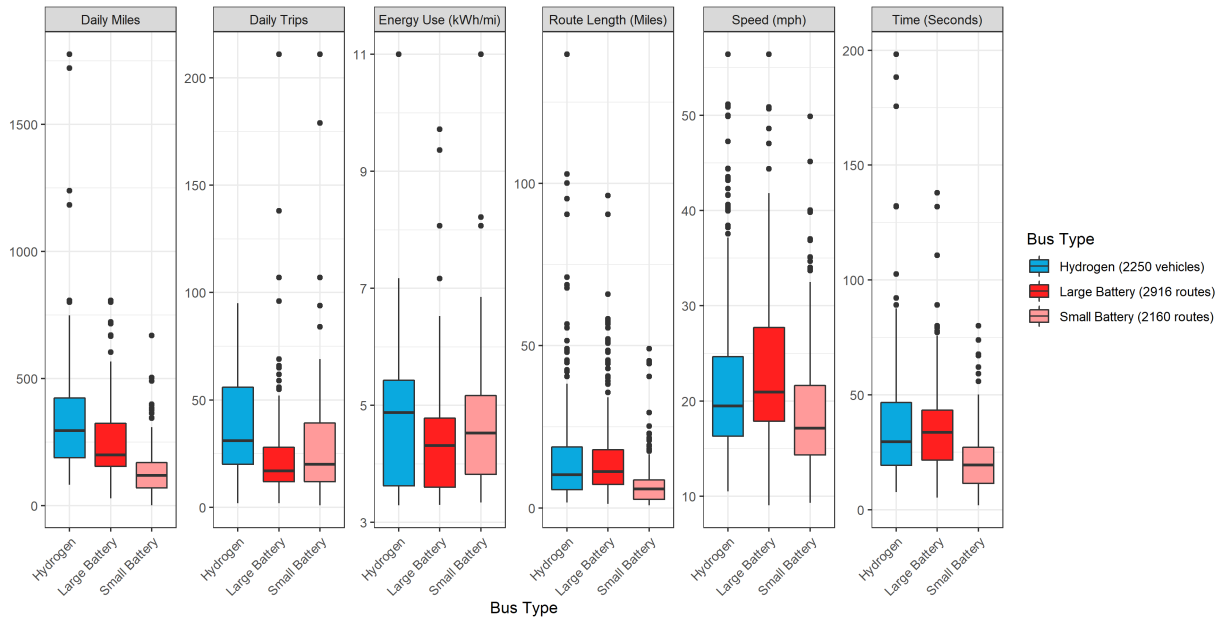 Daily Miles
Daily Trips
Energy Use (kWh/mi)
Route Length (Miles)
Speed (mph)
Time (Seconds)
1500
1000
500
0
200
150
100
50
0
11
9
7
5
3
100
50
0
50
40
30
20
10
200
150
100
50
0
Hydrogen
Large Battery
Small Battery
Hydrogen
Large Battery
Small Battery
Hydrogen
Large Battery
Small Battery
Hydrogen
Large Battery
Small Battery
Hydrogen
Large Battery
Small Battery
Hydrogen
Large Battery
Small Battery
Bus Type
Bus Type
Hydrogen (2250 vehicles)
Large Battery (2916 routes)
Small Battery (2160 routes)